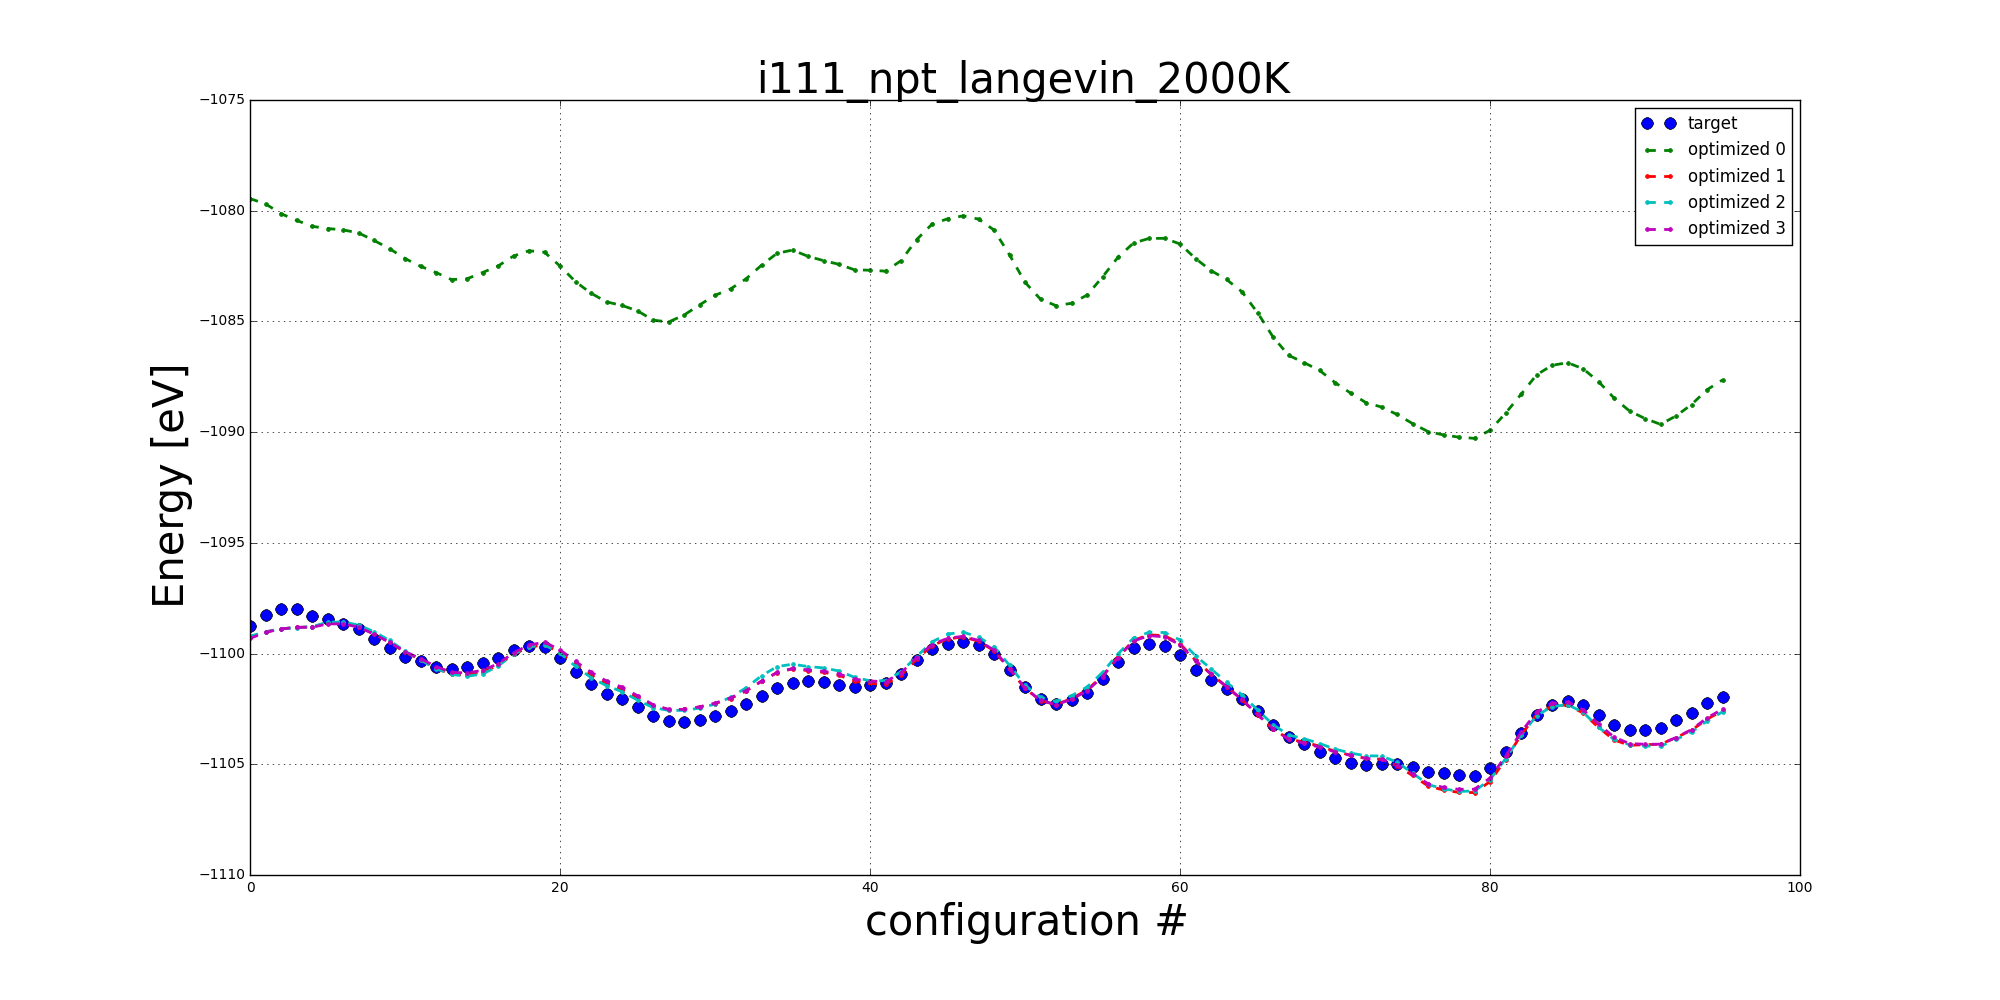 i111_npt_langevin_2000K
−1075
−1080
−1085
−1090
−1095
−1100
−1105
−1110
Energy [eV]
target
optimized 0
optimized 1
optimized 2
optimized 3
0 20 40 60 80 100
configuration #